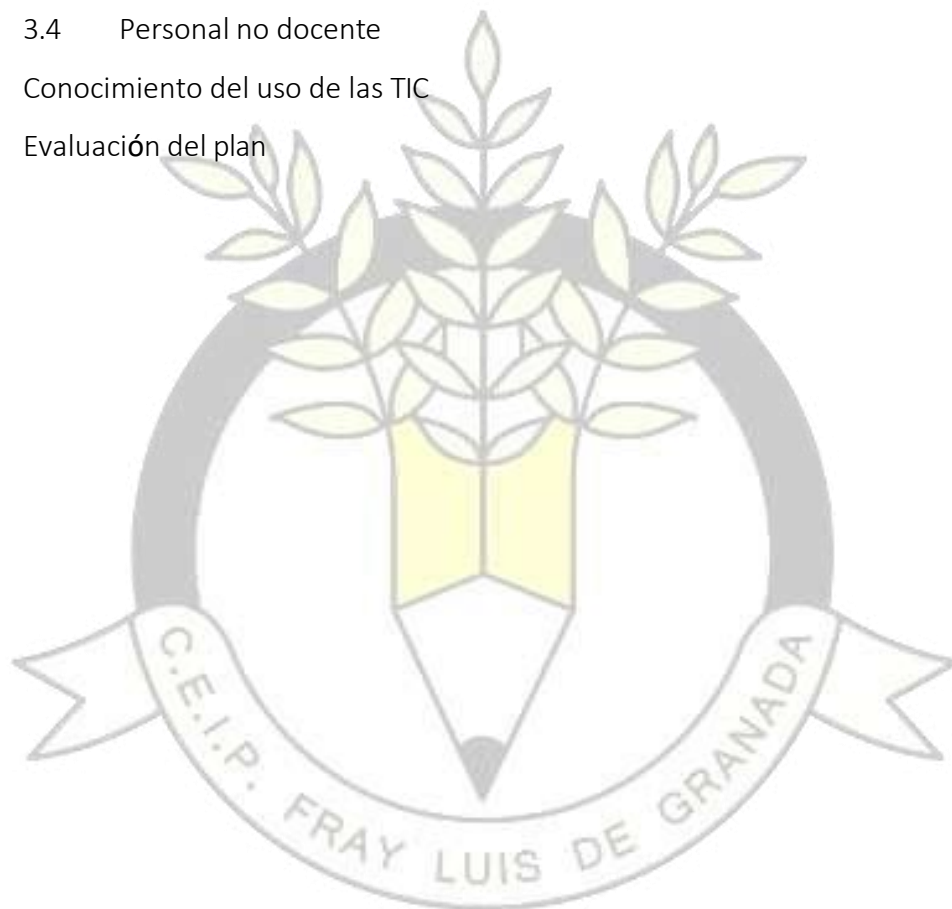 3.4 Personal no docente
Conocimiento del uso de las TIC
Evaluación del plan
C.E.I.P. FRAY LUIS DE GRANADA